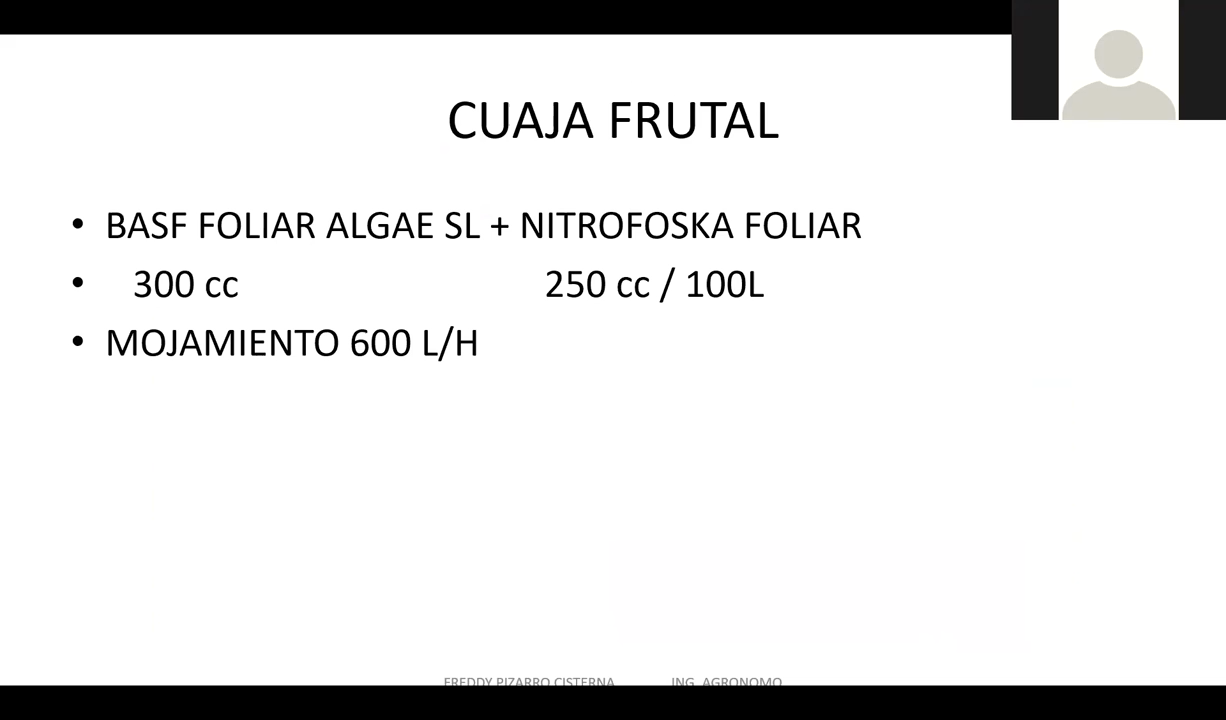 CUAJA FRUTAL
• BASF FOLIAR ALGAE SL + NITROFOSKA FOLIAR
• 300 cc 250 cc / 100L
• MOJAMIENTO 600 L/H
FREDDY PIZARRO CISTERNA ING. AGRONOMO